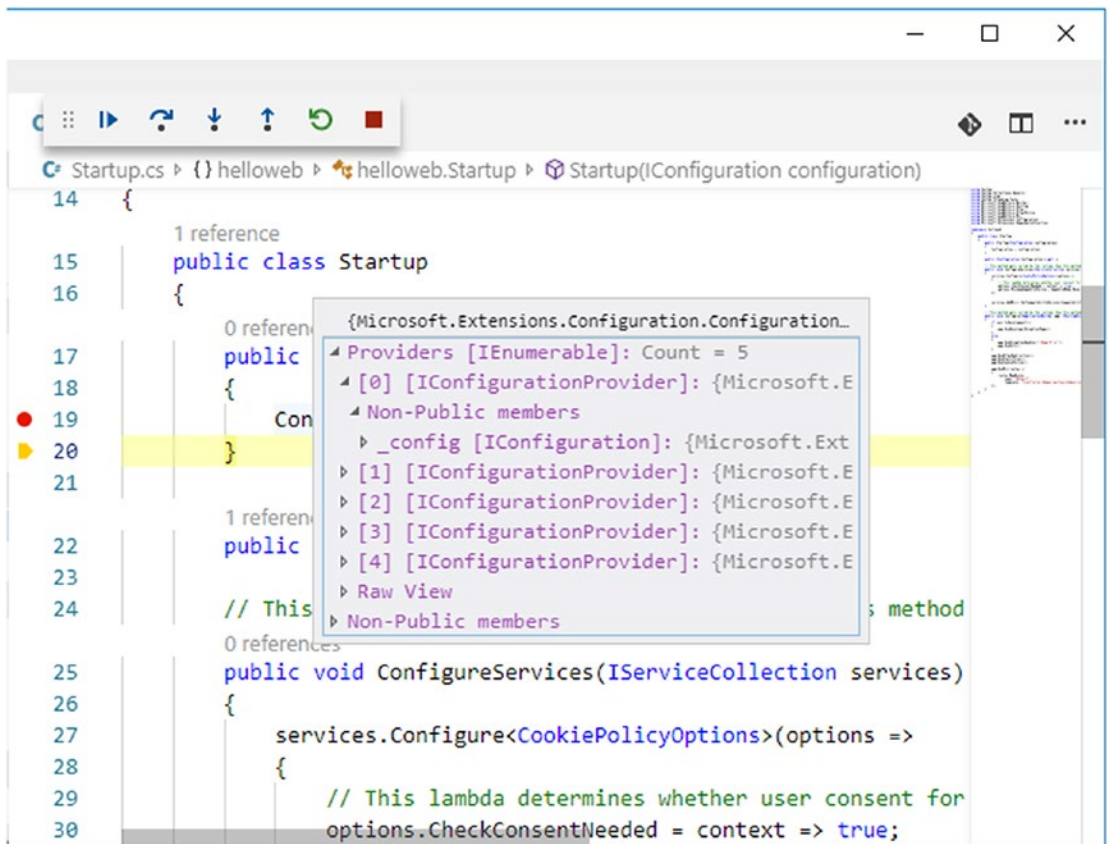 C# Startup.cs ▷ {} helloweb ▷ helloweb.Startup ▷ Startup(IConfiguration configuration)
14 {
1 reference
15 public class Startup
16 {
0 referen
{Microsoft.Extensions.Configuration.Configuration…
17 public
Providers [IEnumerable]: Count = 5
18 {
[0] [IConfigurationProvider]: {Microsoft.E
19 Con
Non-Public members
20 }
_config [IConfiguration]: {Microsoft.Ext
[1] [IConfigurationProvider]: {Microsoft.E
21
[2] [IConfigurationProvider]: {Microsoft.E
1 referen
[3] [IConfigurationProvider]: {Microsoft.E
22 public
[4] [IConfigurationProvider]: {Microsoft.E
23
Raw View
24 // This s method
Non-Public members
0 references
25 public void ConfigureServices(IServiceCollection services)
26 {
27 services.Configure<CookiePolicyOptions>(options =>
28 {
29 // This lambda determines whether user consent for
30 options.CheckConsentNeeded = context => true;